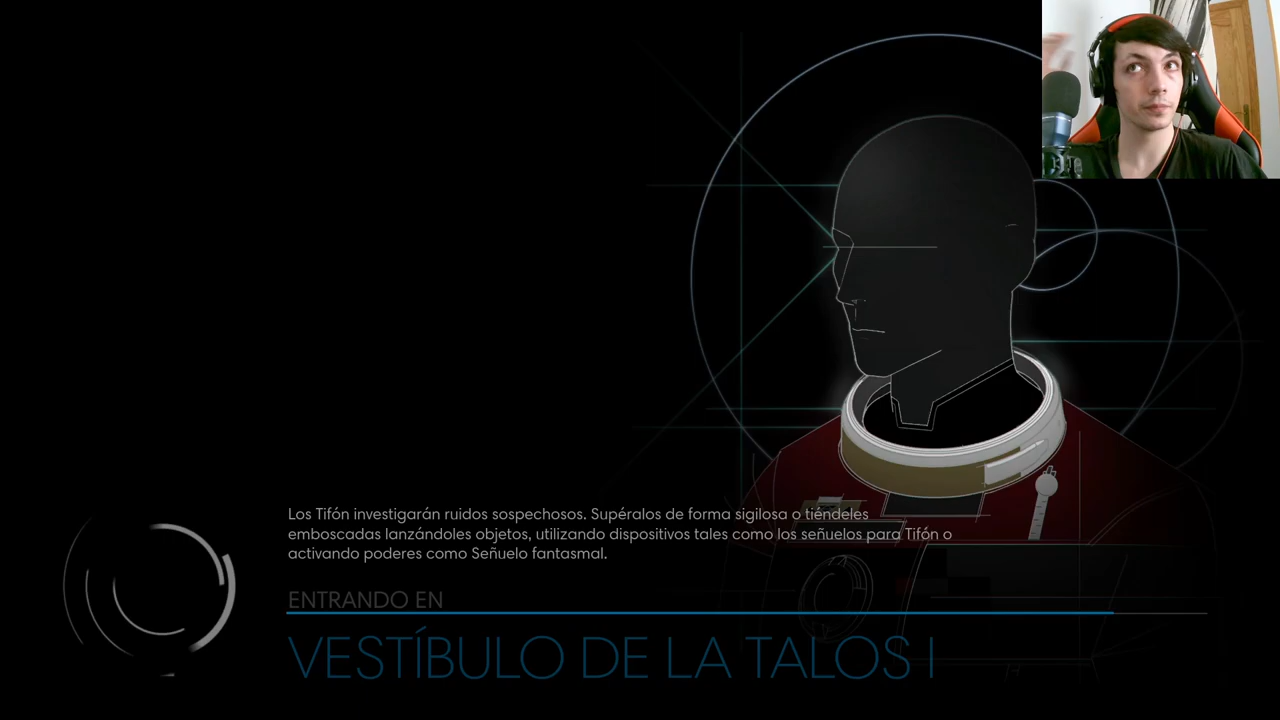 Los Tifón investigarán ruidos sospechosos. Supéralos de forma sigilosa o tiéndeles
emboscadas lanzándoles objetos, utilizando dispositivos tales como los señuelos para Tifón o
activando poderes como Señuelo fantasmal.
ENTRANDO EN
VESTÍBULO DE LA TALOS I